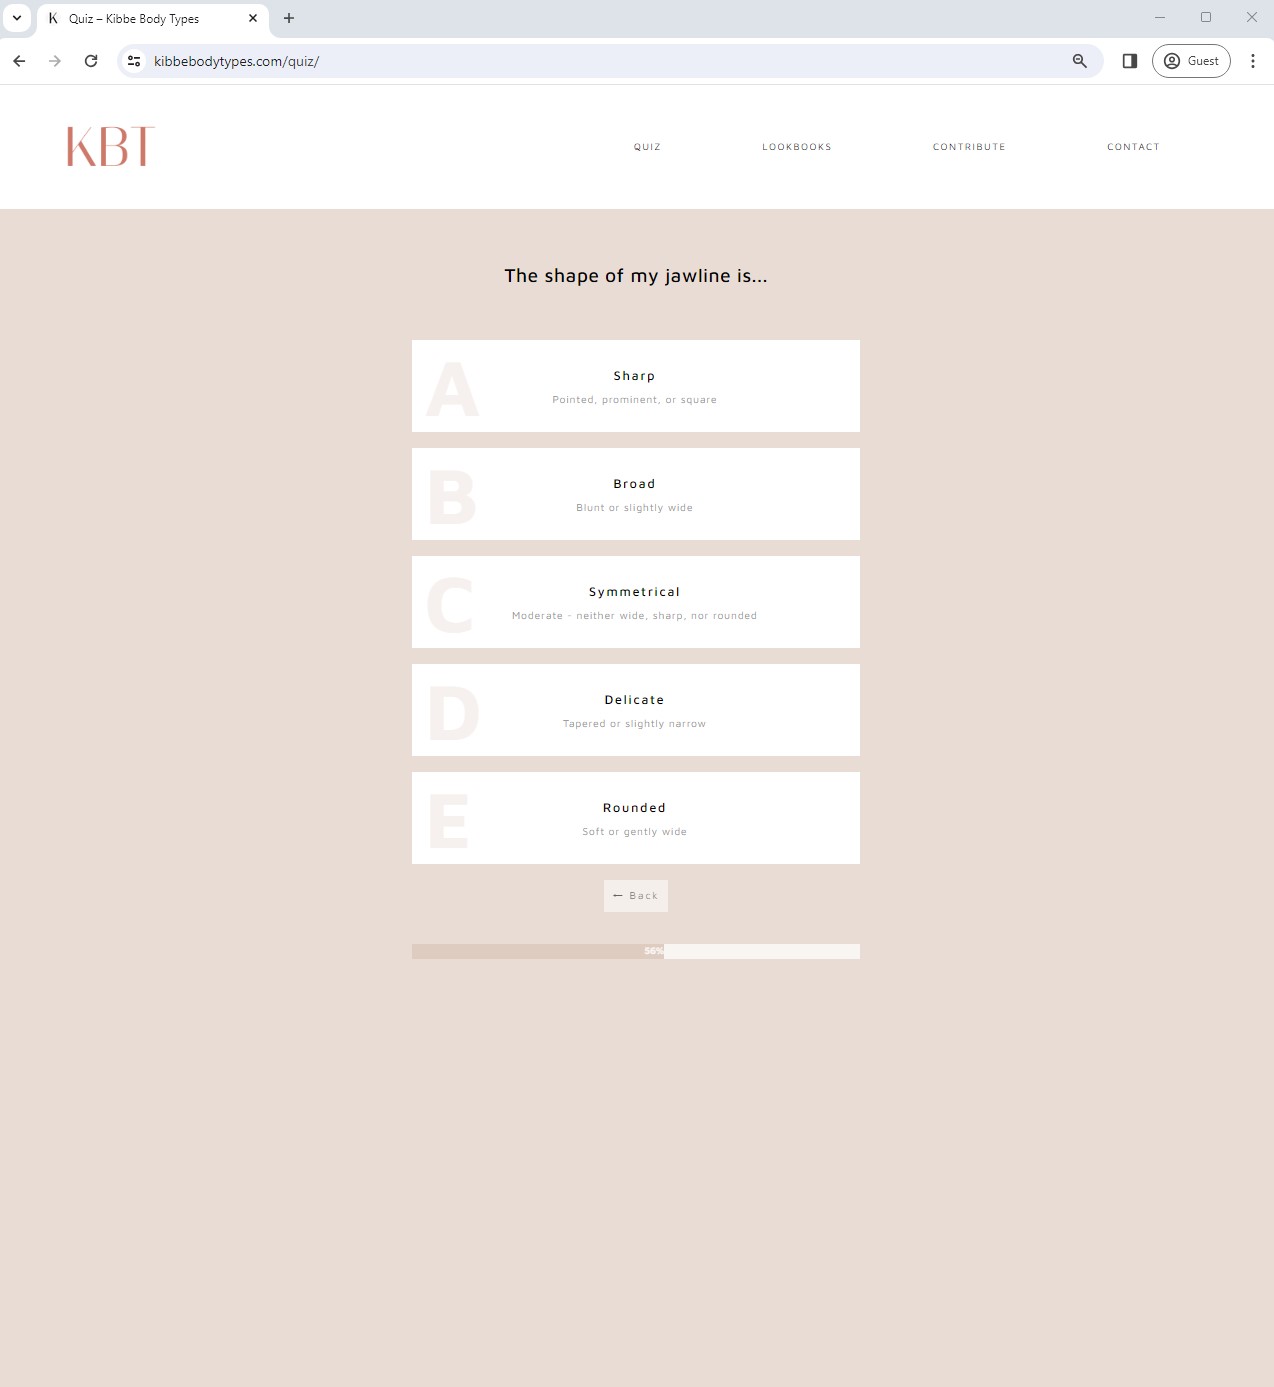 K Quiz – Kibbe Body Types
kibbebodytypes.com/quiz/
Guest
KBT
QUIZ
LOOKBOOKS
CONTRIBUTE
CONTACT
The shape of my jawline is...
A
Sharp
Pointed, prominent, or square
B
Broad
Blunt or slightly wide
C
Symmetrical
Moderate - neither wide, sharp, nor rounded
D
Delicate
Tapered or slightly narrow
E
Rounded
Soft or gently wide
← Back
56%